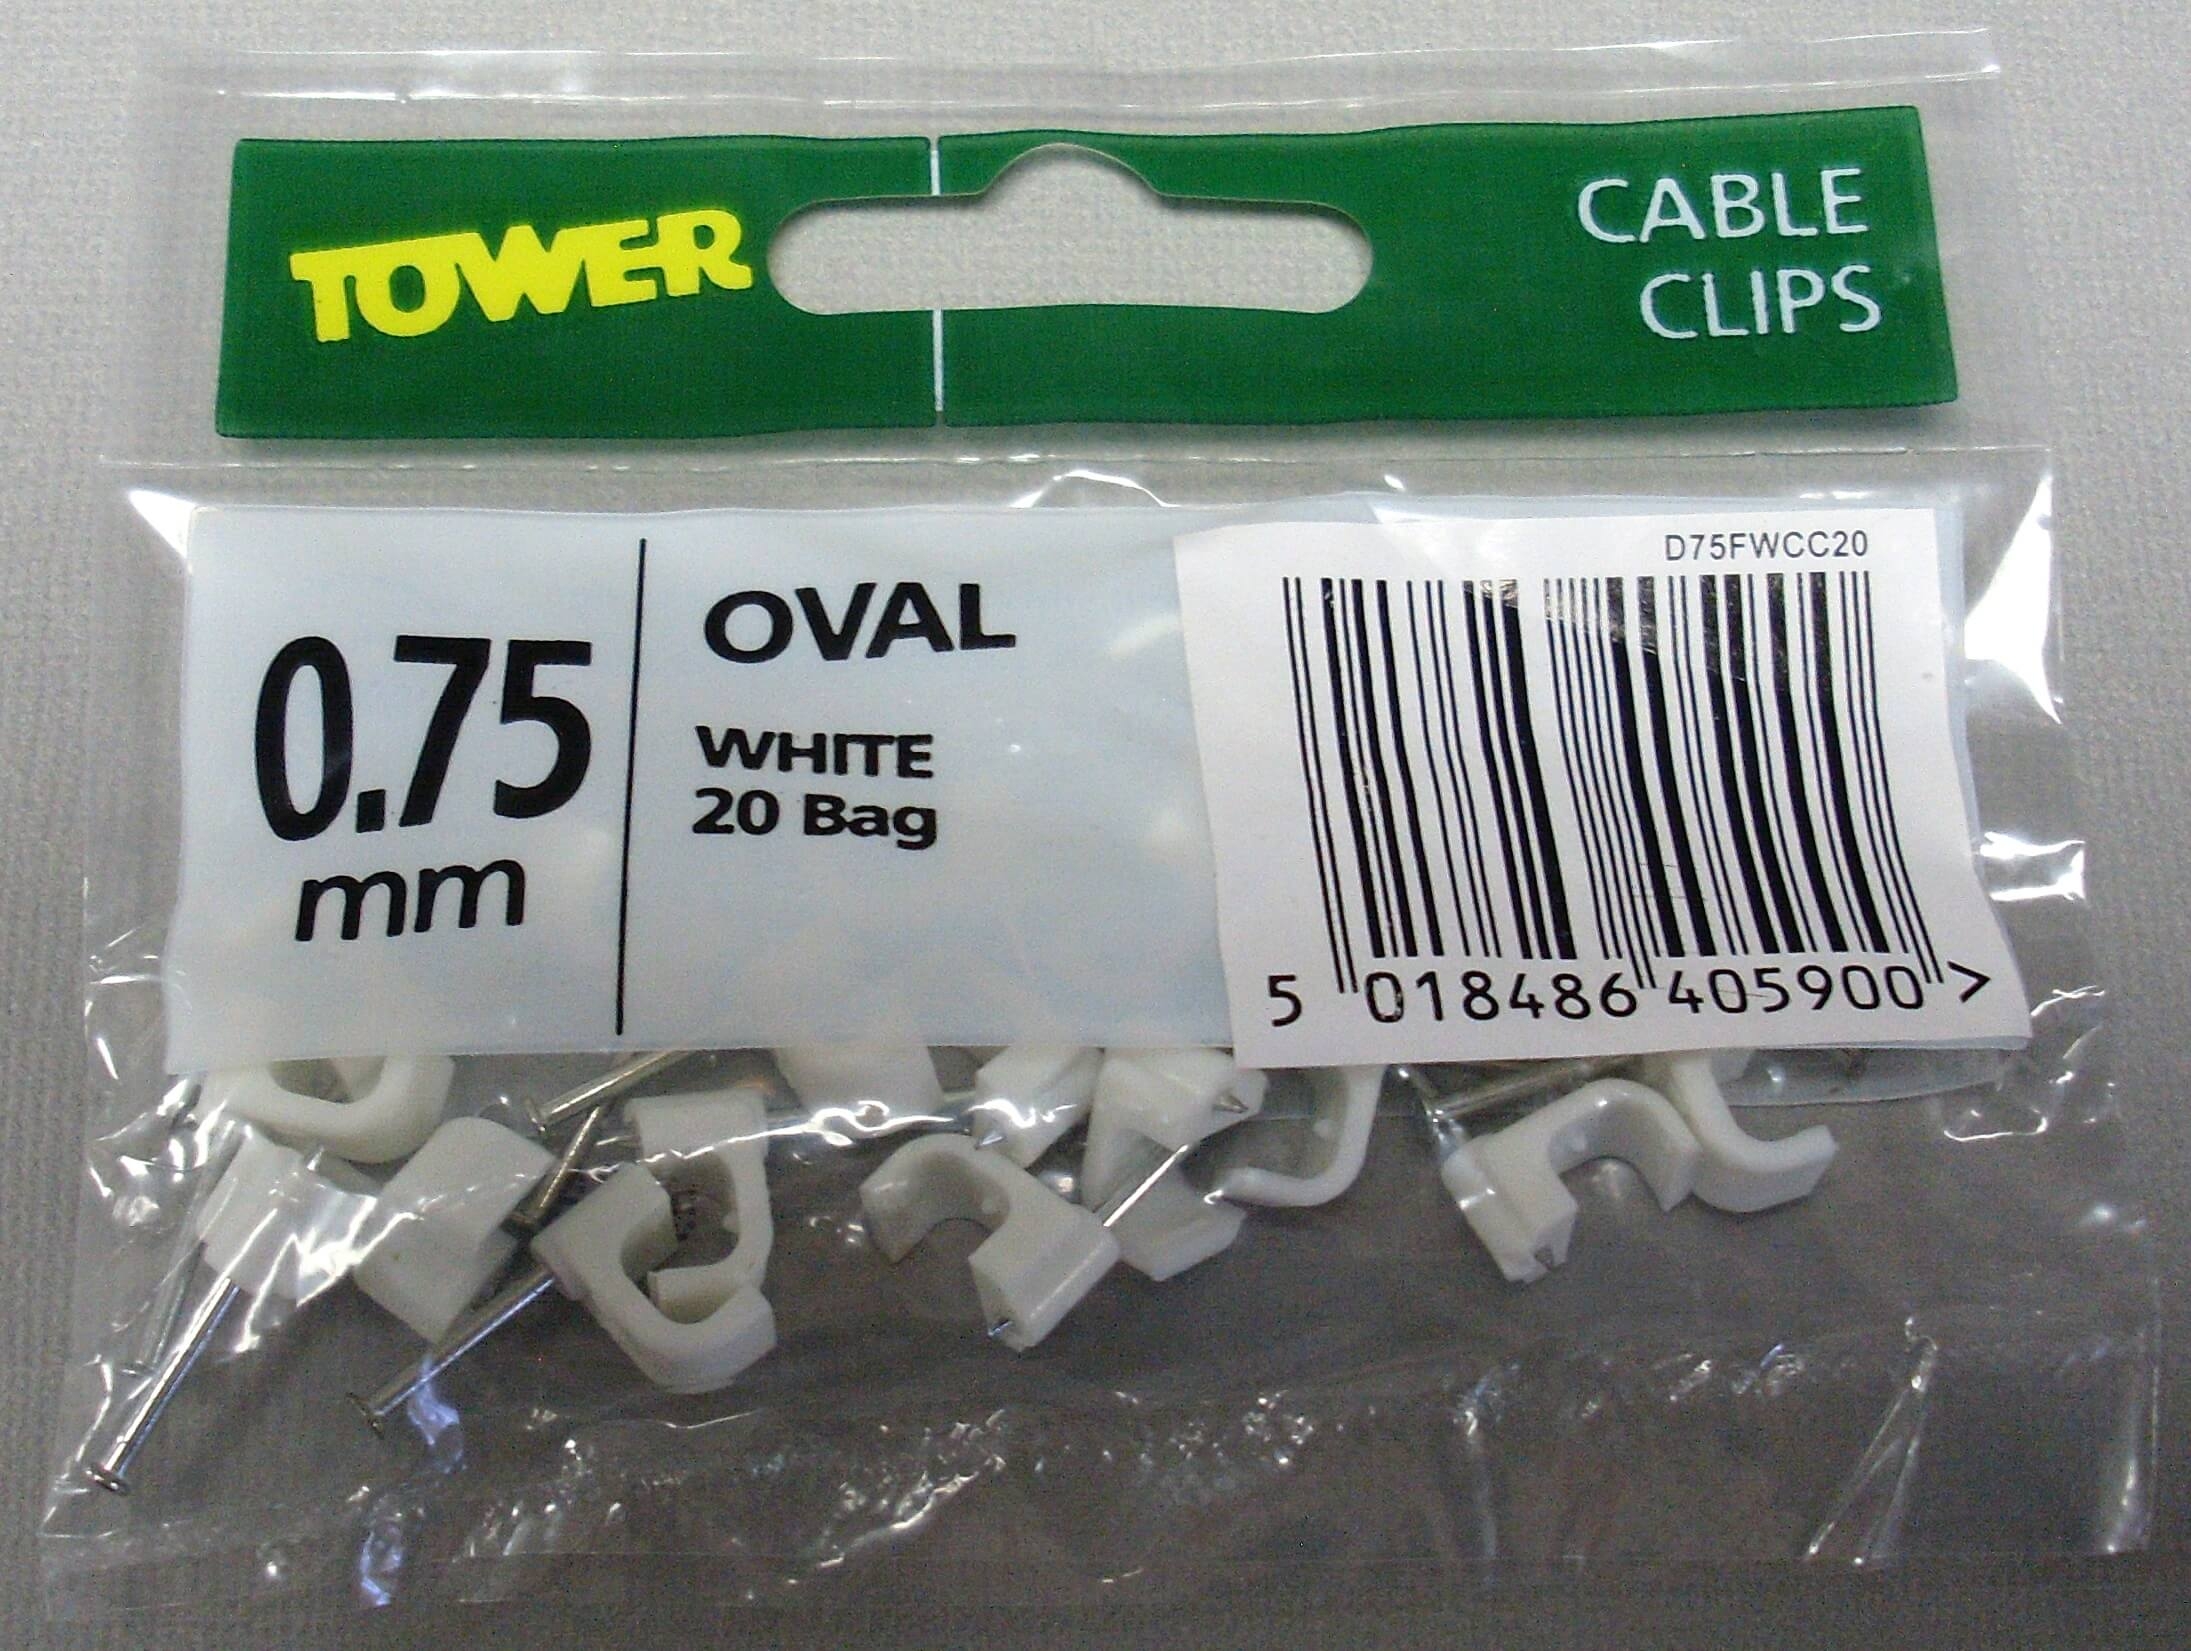 TOWER
CABLE
CLIPS
0.75
mm
OVAL
WHITE
20 Bag
D75FWCC20
5 018486 405900 >